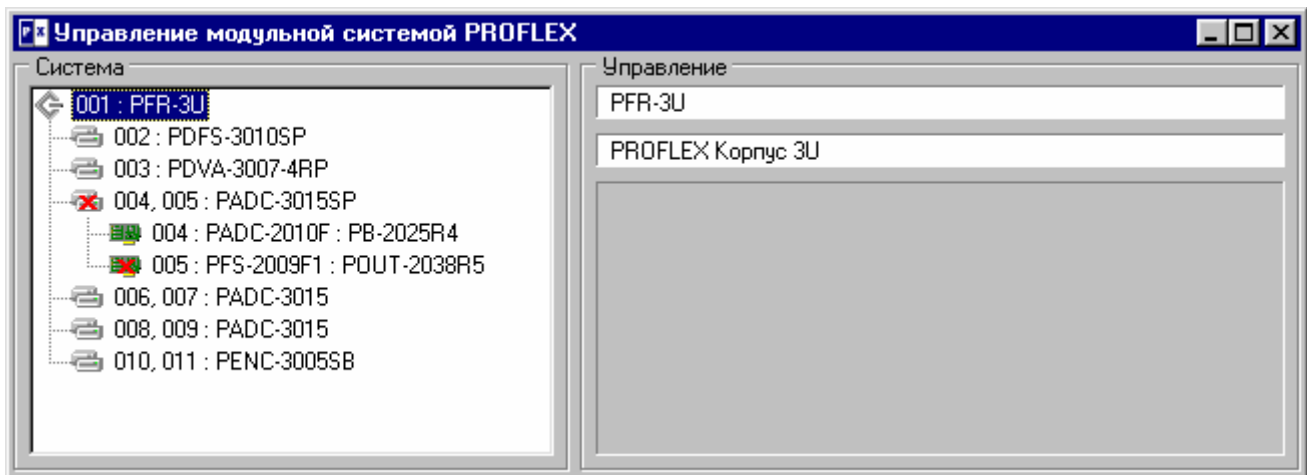 Управление модульной системой PROFLEX
Система
001 : PFR-3U
002 : PDFS-3010SP
003 : PDVA-3007-4RP
004, 005 : PADC-3015SP
004 : PADC-2010F : PB-2025R4
005 : PFS-2009F1 : POUT-2038R5
006, 007 : PADC-3015
008, 009 : PADC-3015
010, 011 : PENC-3005SB
Управление
PFR-3U
PROFLEX Корпус 3U